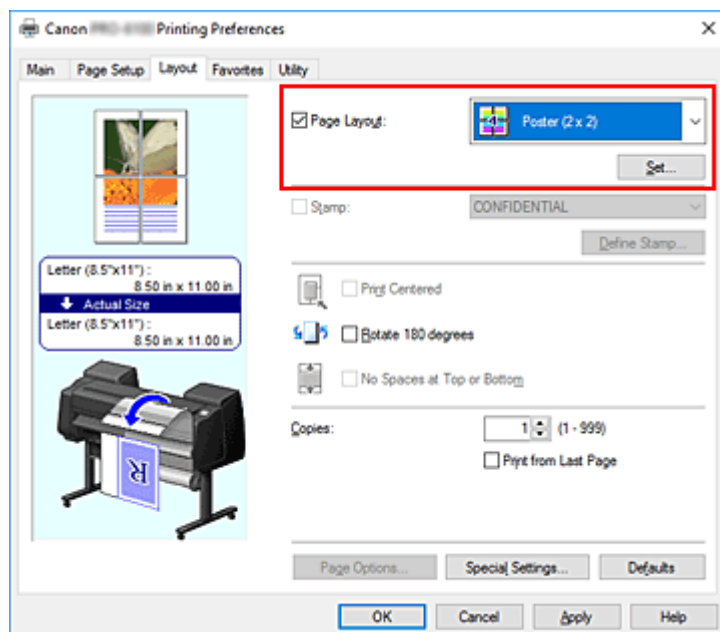 Canon Printing Preferences
Main Page Setup Layout Favorites Utility
Page Layout: 4 Poster (2 x 2)
Set...
Stamp: CONFIDENTIAL
Define Stamp...
Letter (8.5"x11") :
8.50 in x 11.00 in
Actual Size
Letter (8.5"x11") :
8.50 in x 11.00 in
Print Centered
Rotate 180 degrees
No Spaces at Top or Bottom
Copies: 1 (1 - 999)
Print from Last Page
R
Page Options... Special Settings... Defaults
OK Cancel Apply Help